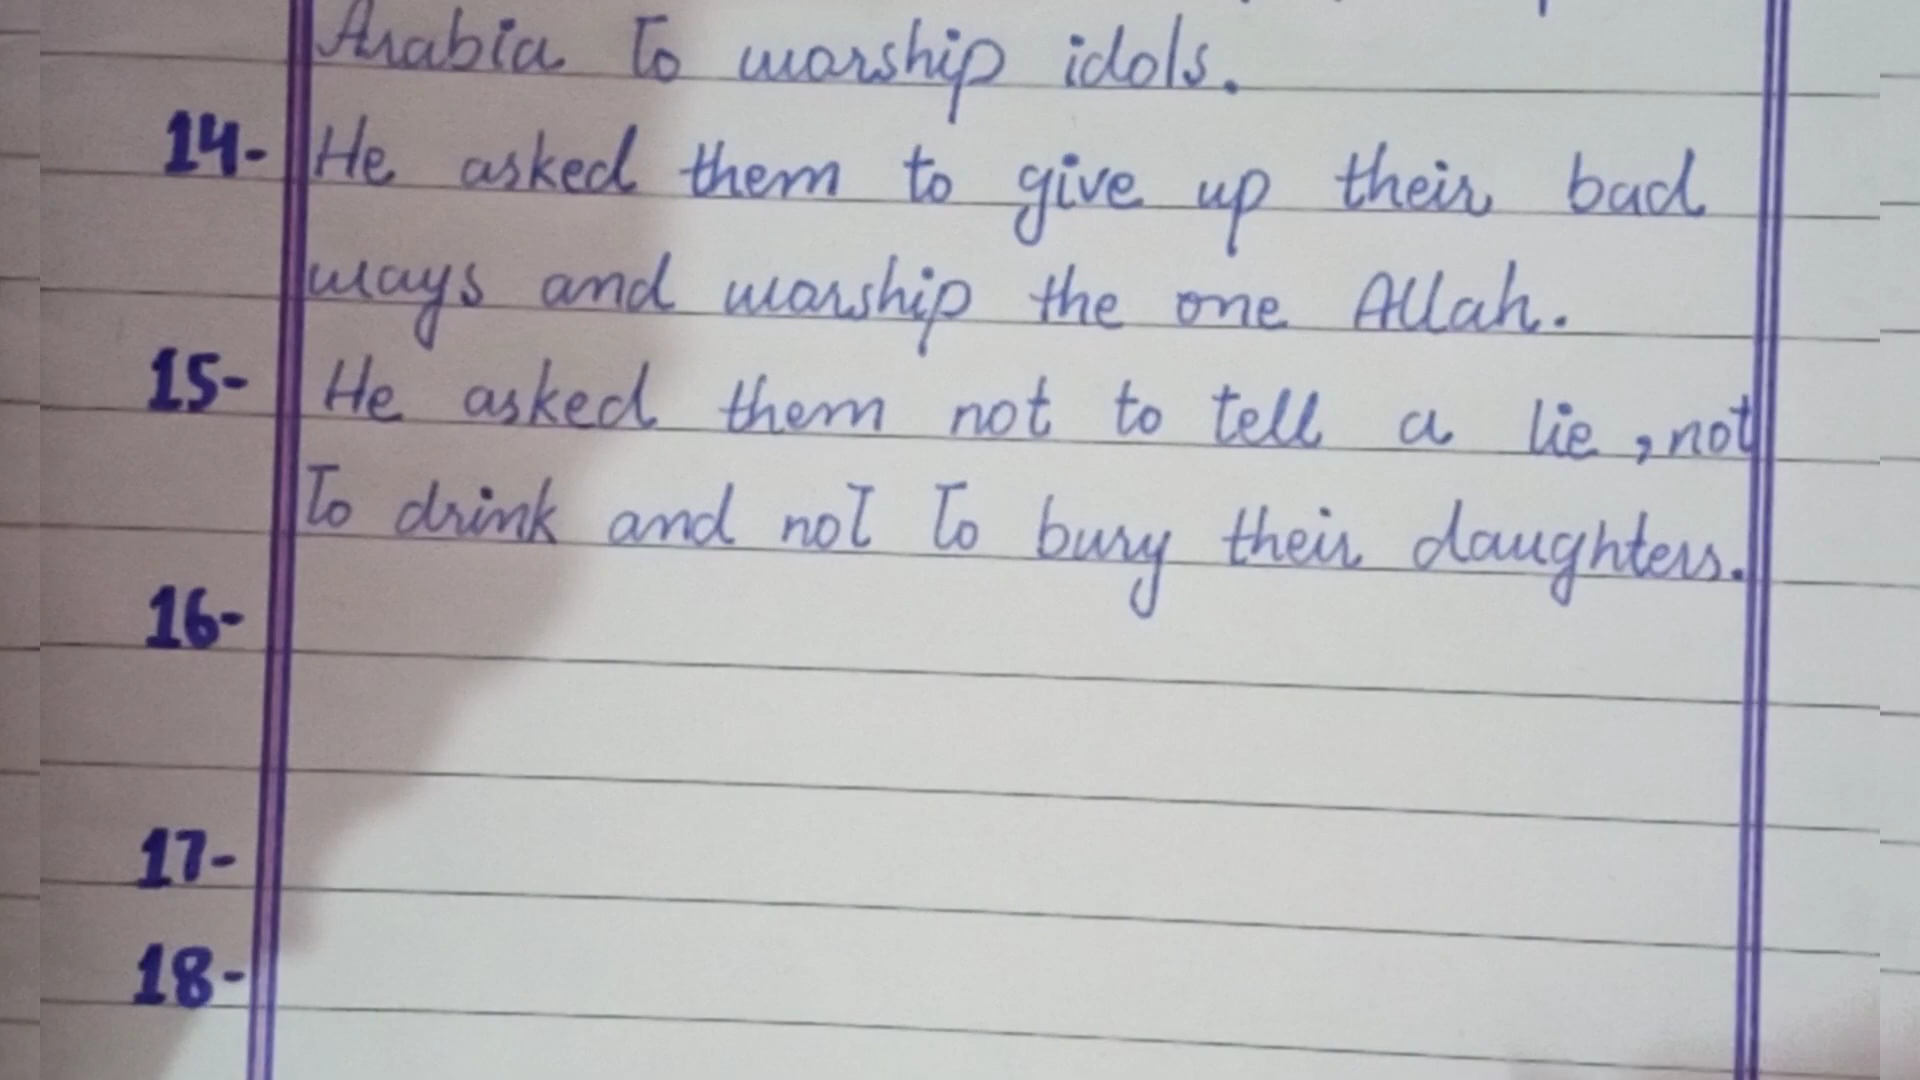 Arabia to worship idols.
14- He asked them to give up their bad
ways and worship the one Allah.
15- He asked them not to tell a lie, not
To drink and not to bury their daughters.
16-
17-
18-